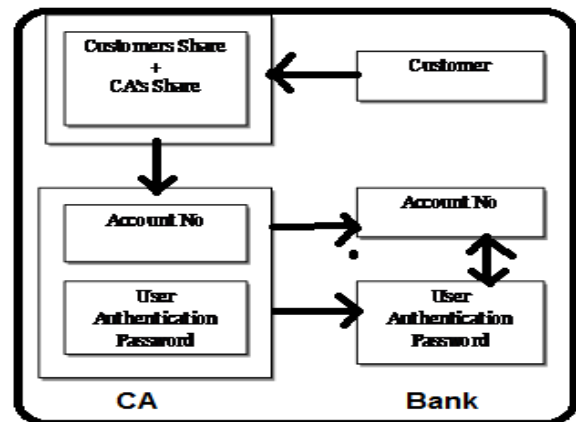 Customers Share
+
CA's Share
Customer
Account No
Account No
User
Authentication
Password
User
Authentication
Password
CA
Bank